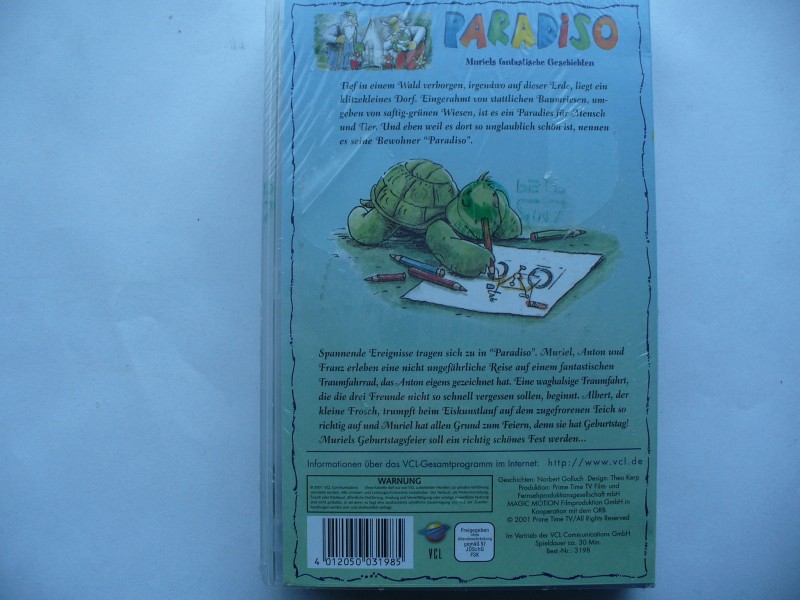 PARADiSO
Muriels fantastische Geschichten
Tief in einem Wald verborgen, irgendwo auf dieser Erde, liegt ein
klitzekleines Dorf. Eingerahmt von stattlichen Baumriesen, um-
geben von saftig-grünen Wiesen, ist es ein Paradies für Mensch
und Tier. Und eben weil es dort so unglaublich schön ist, nennen
es seine Bewohner "Paradiso".
Spannende Ereignisse tragen sich zu in "Paradiso". Muriel, Anton und
Franz erleben eine nicht ungefährliche Reise auf einem fantastischen
Traumfahrrad, das Anton eigens gezeichnet hat. Eine waghalsige Traumfahrt,
die die drei Freunde nicht so schnell vergessen sollen, beginnt. Albert, der
kleine Frosch, trumpft beim Eiskunstlauf auf dem zugefrorenen Teich so
richtig auf und Muriel hat allen Grund zum Feiern, denn sie hat Geburtstag!
Muriels Geburtstagsfeier soll ein richtig schönes Fest werden...
Informationen über das VCL-Gesamtprogramm im Internet: http://www.vcl.de
WARNUNG
Geschichten: Norbert Golluch Design: Theo Kerp
Produktion: Prime Time TV Film- und
Fernsehproduktionsgesellschaft mbH
MAGIC MOTION Filmproduktion GmbH in
Kooperation mit dem ORB
© 2001 Prime Time TV/All Rights Reserved
Im Vertrieb der VCL Communications GmbH
Spieldauer ca. 30 Min.
Best.-Nr.: 3198
4 012050 031985
VCL
Freigegeben
ohne
Altersbeschränkung
gemäß §7
JÖSchG
FSK